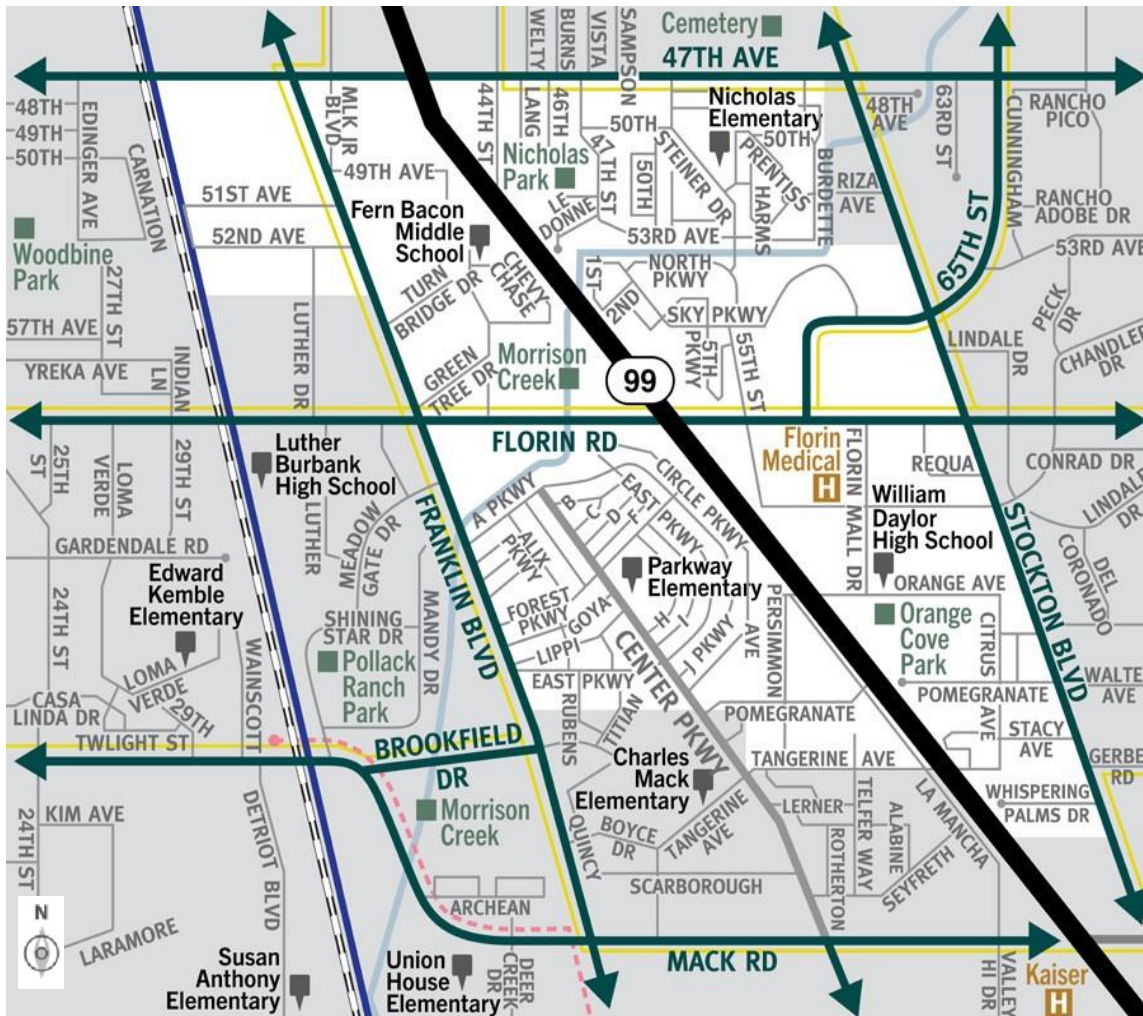 Cemetery
47TH AVE
WELTY
BURNS
VISTA
SAMPSON
48TH
49TH
50TH
EDINGER AVE
CARNATION
MLK JR
BLVD
44TH ST
LANG
46TH
50TH
47 TH ST
50TH
STEINER DR
Nicholas
Elementary
50TH
PRENTISS
HARMS
BURDETTE
48TH
AVE
63RD ST
CUNNINGHAM
RANCHO
PICO
RIZA
AVE
RANCHO
ADOBE DR
53RD AVE
65TH ST
49TH AVE
51ST AVE
52ND AVE
Nicholas
Park
LE
DONNE
53RD AVE
Fern Bacon
Middle
School
Woodbine
Park
27TH ST
57TH AVE
YREKA AVE
INDIAN
LN
LUTHER DR
TURN
BRIDGE DR
CHEVY
CHASE
GREEN
TREE DR
Morrison
Creek
1ST
2ND
NORTH
PKWY
SKY PKWY
5TH
PKWY
55TH ST
99
LINDALE
DR
PECK
DR
CHANDLER
DR
FLORIN RD
25TH
ST
LOMA
VERDE
29TH ST
Luther
Burbank
High School
LUTHER
MEADOW
GATE DR
FRANKLIN BLVD
A PKWY
B
C
D
F
EAST PKWY
CIRCLE PKWY
Florin
Medical
H
FLORIN MALL DR
REQUA
CONRAD DR
LINDALE
DR
William
Daylor
High School
STOCKTON BLVD
DEL
CORONADO
GARDENDALE RD
Edward
Kemble
Elementary
24TH ST
SHINING
STAR DR
Pollack
Ranch
Park
MANDY DR
ALIX
PKWY
FOREST
PKWY
GOYA
LIPPI
Parkway
Elementary
H
I
J PKWY
AVE
PERSIMMON
ORANGE AVE
Orange
Cove
Park
CITRUS
AVE
POMEGRANATE
WALTE
AVE
STACY
AVE
GERBE
RD
CASA
LINDA DR
LOMA
VERDE
29TH
WAINSCOTT
TWLIGHT ST
EAST PKWY
RUBENS
TITIAN
CENTER PKWY
POMEGRANATE
TANGERINE AVE
BROOKFIELD
DR
Charles
Mack
Elementary
Morrison
Creek
QUINCY
BOYCE
DR
TANGERINE
AVE
LERNER
ROTHERTON
TELFER WAY
ALABINE
SEYFRETH
LA MANCHA
WHISPERING
PALMS DR
24TH ST
KIM AVE
DETRIOT BLVD
LARAMORE
SCARBOROUGH
ARCHEAN
N
Susan
Anthony
Elementary
Union
House
Elementary
DEER
CREEK
DR
MACK RD
VALLEY
HI DR
Kaiser
H